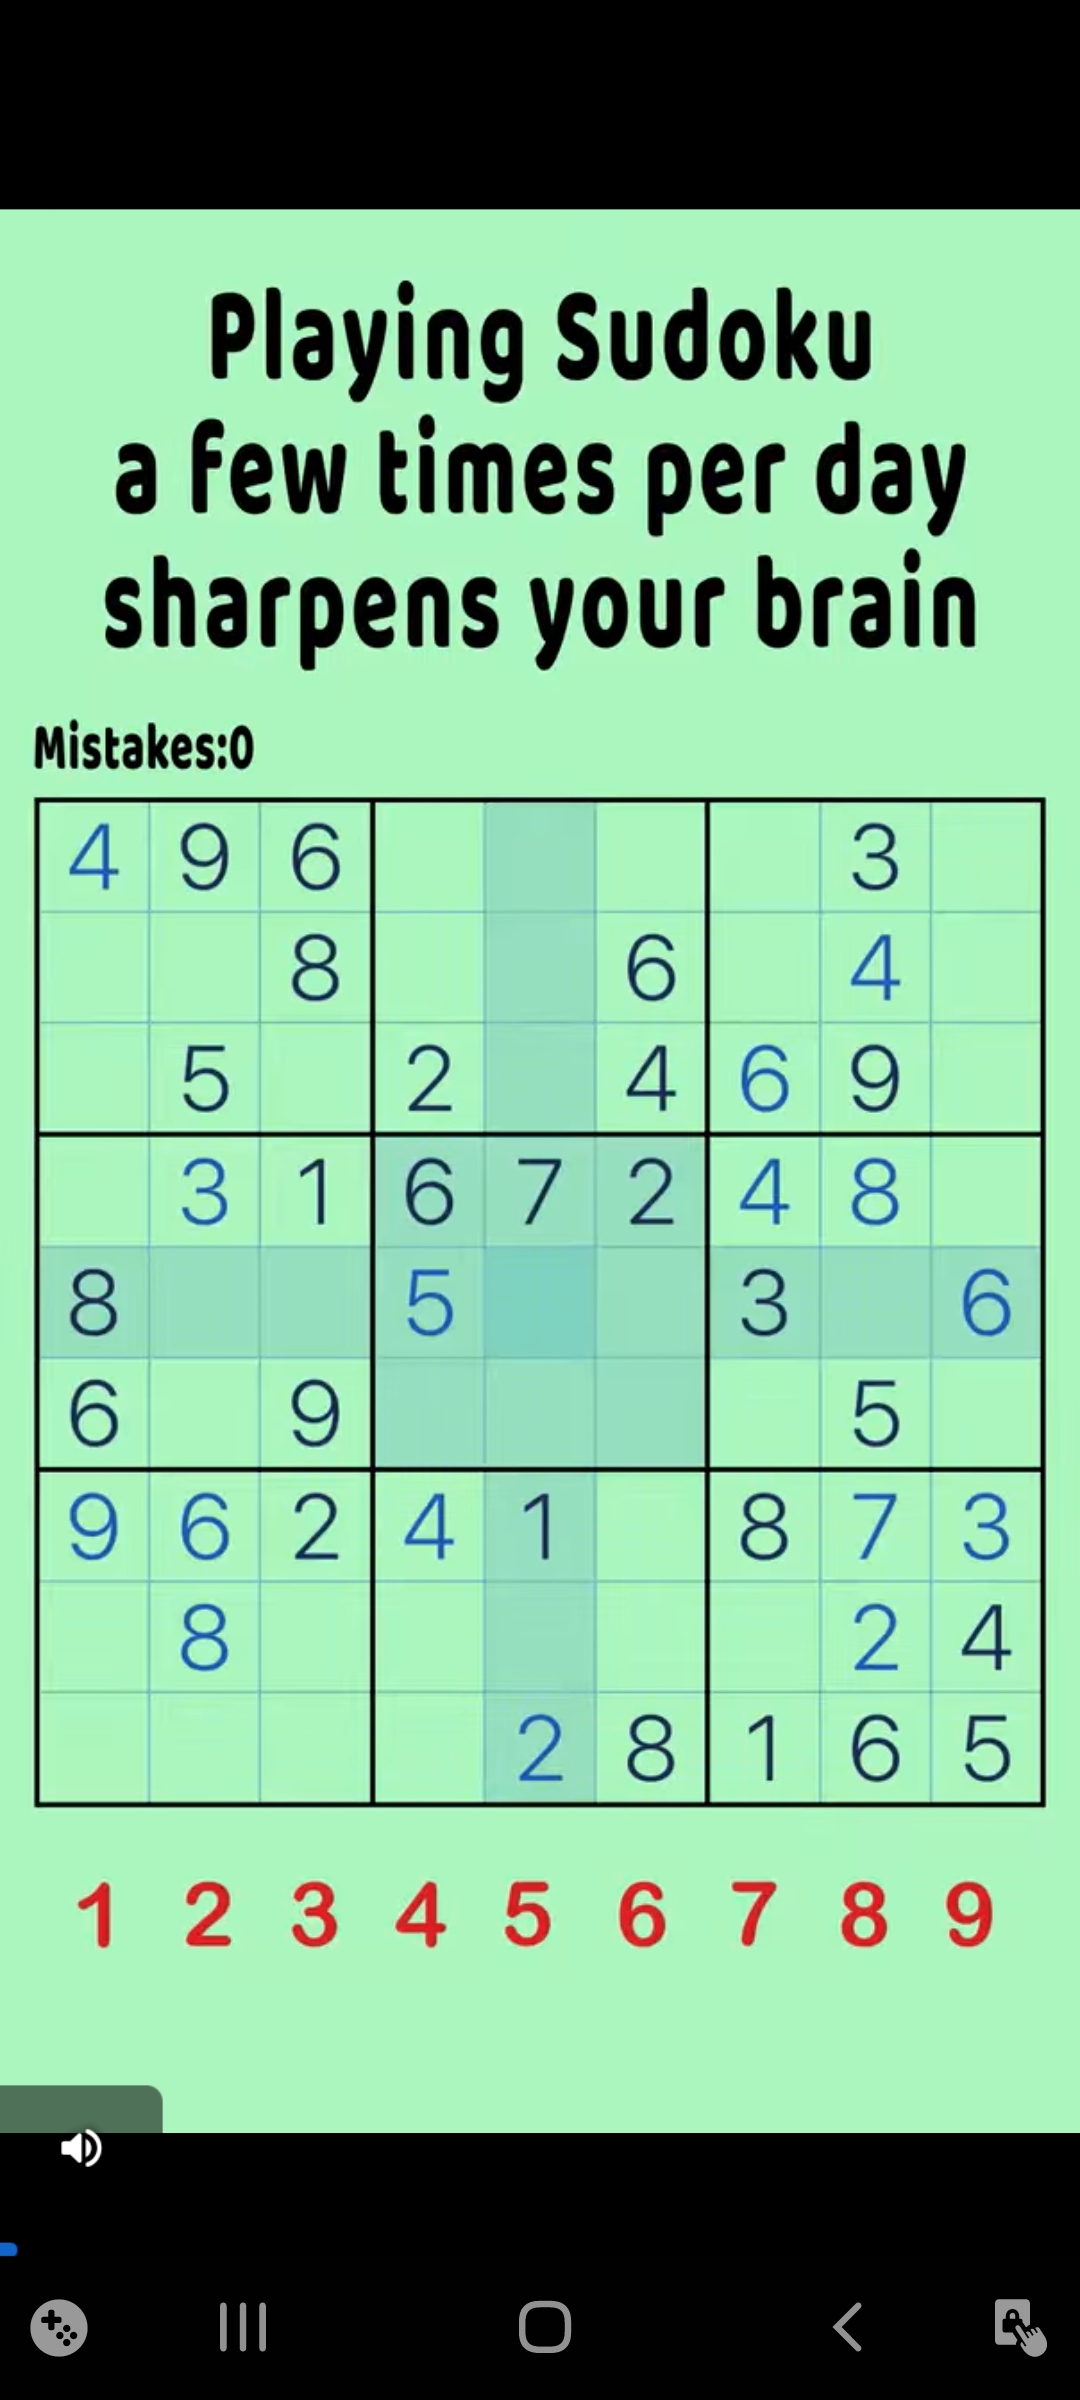 Playing Sudoku
a few times per day
sharpens your brain
Mistakes:0
4 9 6 3
8 6 4
5 2 4 6 9
3 1 6 7 2 4 8
8 5 3 6
6 9 5
9 6 2 4 1 8 7 3
8 2 4
2 8 1 6 5
1 2 3 4 5 6 7 8 9